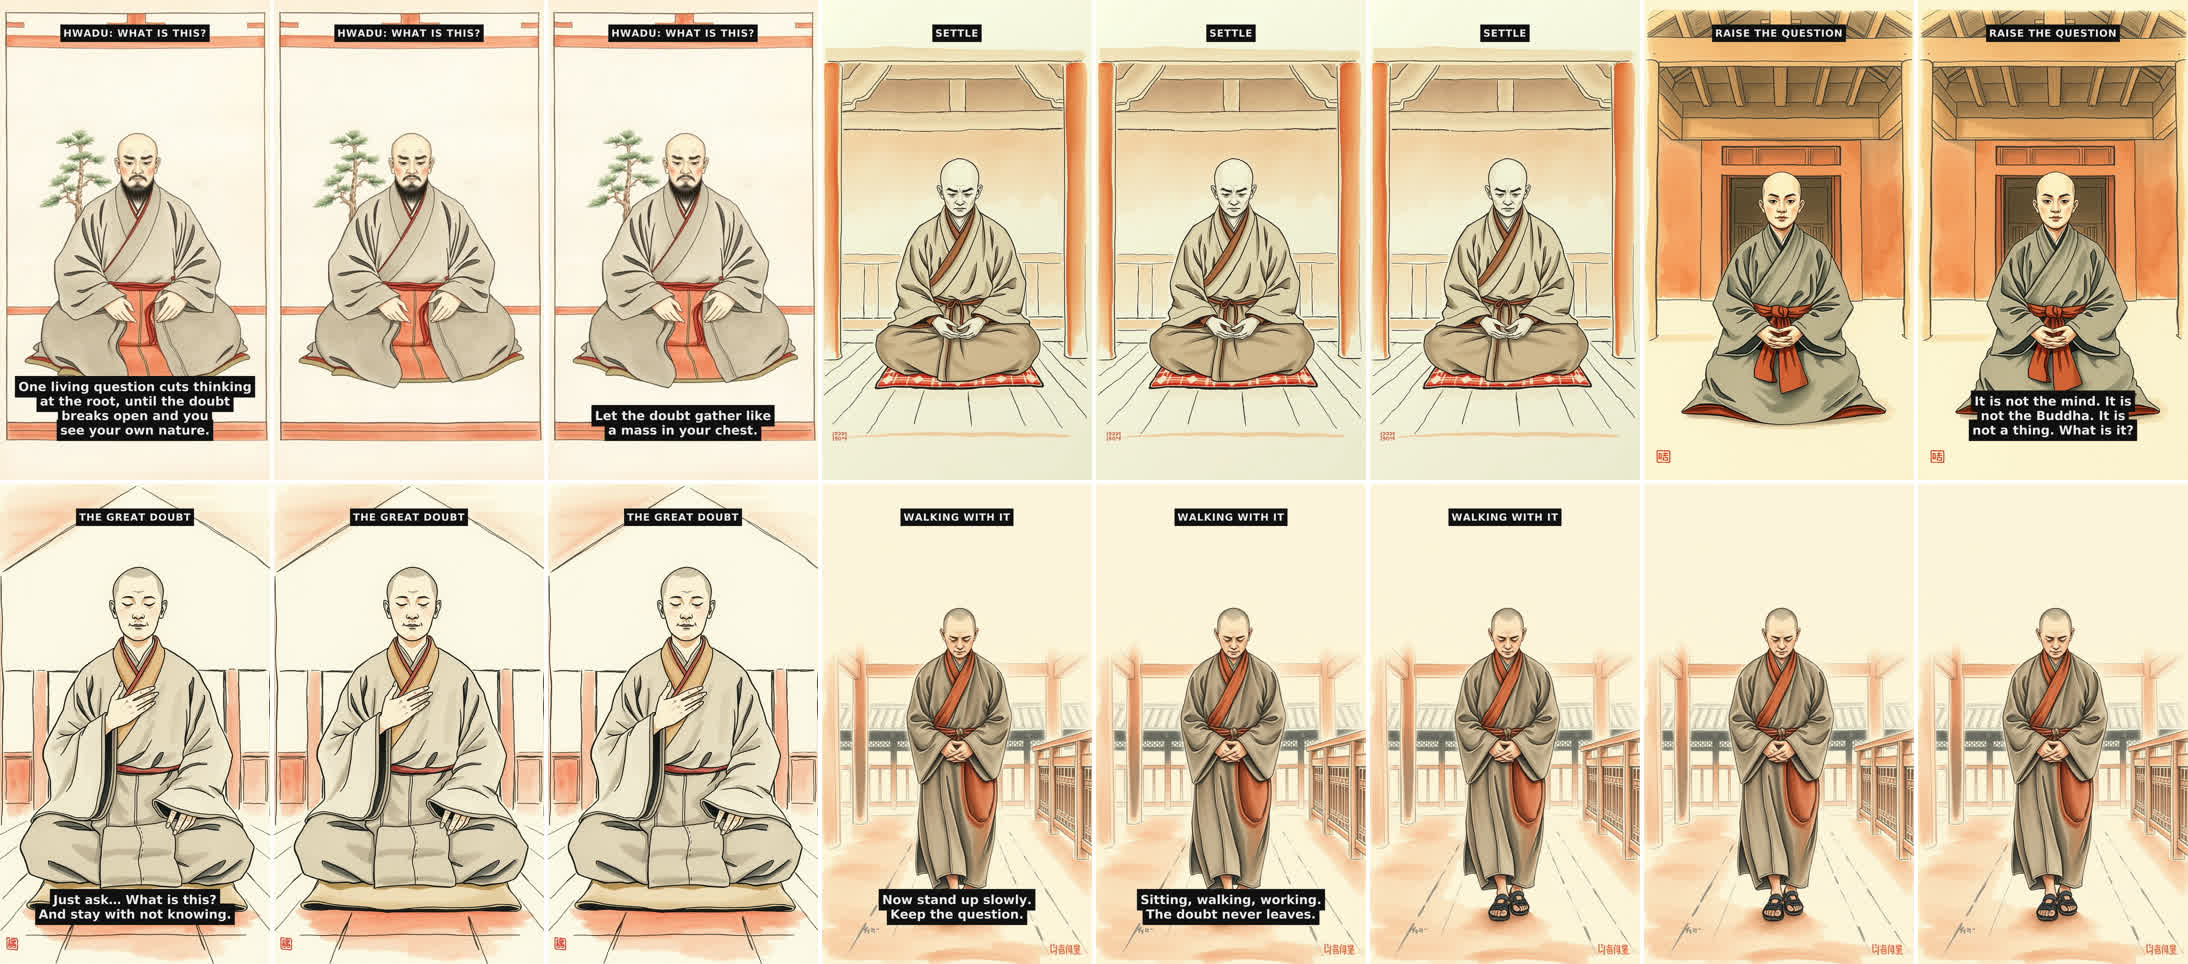 HWADU: WHAT IS THIS?
One living question cuts thinking
at the root, until the doubt
breaks open and you
see your own nature.
HWADU: WHAT IS THIS?
HWADU: WHAT IS THIS?
Let the doubt gather like
a mass in your chest.
SETTLE
SETTLE
SETTLE
RAISE THE QUESTION
RAISE THE QUESTION
It is not the mind. It is
not the Buddha. It is
not a thing. What is it?
THE GREAT DOUBT
Just ask... What is this?
And stay with not knowing.
THE GREAT DOUBT
THE GREAT DOUBT
WALKING WITH IT
Now stand up slowly.
Keep the question.
WALKING WITH IT
Sitting, walking, working.
The doubt never leaves.
WALKING WITH IT